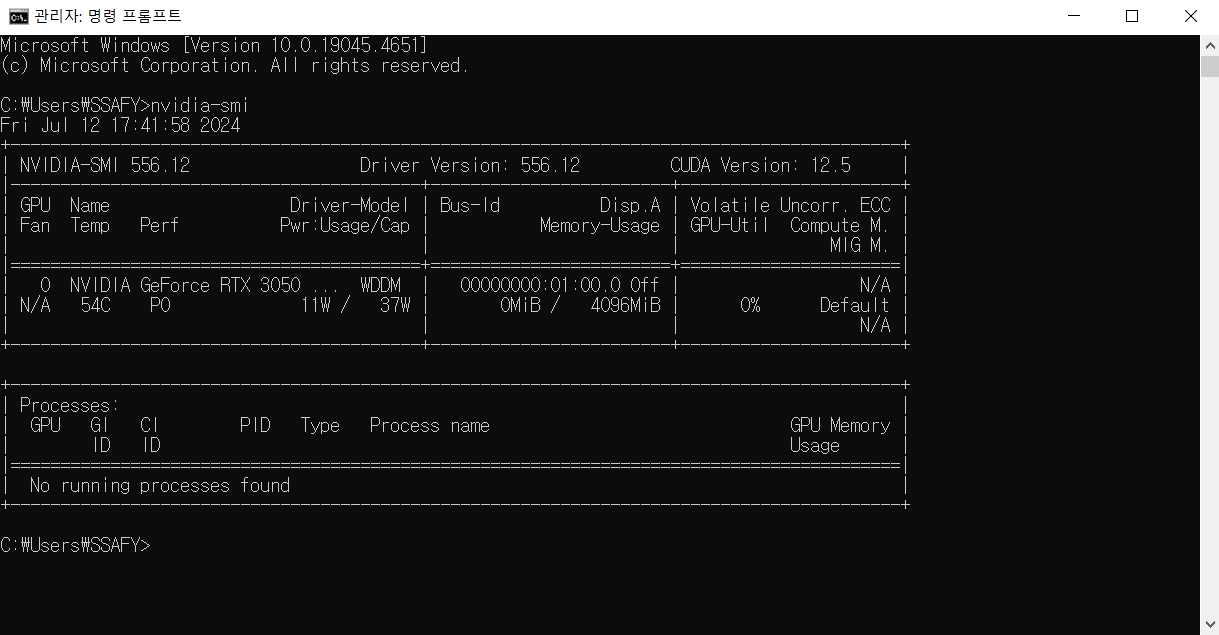 관리자: 명령 프롬프트
Microsoft Windows [Version 10.0.19045.4651]
(c) Microsoft Corporation. All rights reserved.
C:₩Users₩SSAFY>nvidia-smi
Fri Jul 12 17:41:58 2024
+-----------------------------------------------------------------------------------------+
| NVIDIA-SMI 556.12                 Driver Version: 556.12         CUDA Version: 12.5     |
|-----------------------------------------+------------------------+----------------------+
| GPU  Name                  Driver-Model | Bus-Id          Disp.A | Volatile Uncorr. ECC |
| Fan  Temp   Perf          Pwr:Usage/Cap |           Memory-Usage | GPU-Util  Compute M. |
|                                         |                        |               MIG M. |
|=========================================+========================+======================|
|   0  NVIDIA GeForce RTX 3050 ...  WDDM  |   00000000:01:00.0 Off |                  N/A |
| N/A   54C    P0             11W /   37W |       0MiB /   4096MiB |      0%      Default |
|                                         |                        |                  N/A |
+-----------------------------------------+------------------------+----------------------+
+-----------------------------------------------------------------------------------------+
| Processes:                                                                              |
|  GPU   GI   CI        PID   Type   Process name                              GPU Memory |
|        ID   ID                                                               Usage      |
|=========================================================================================|
|  No running processes found                                                             |
+-----------------------------------------------------------------------------------------+
C:₩Users₩SSAFY>